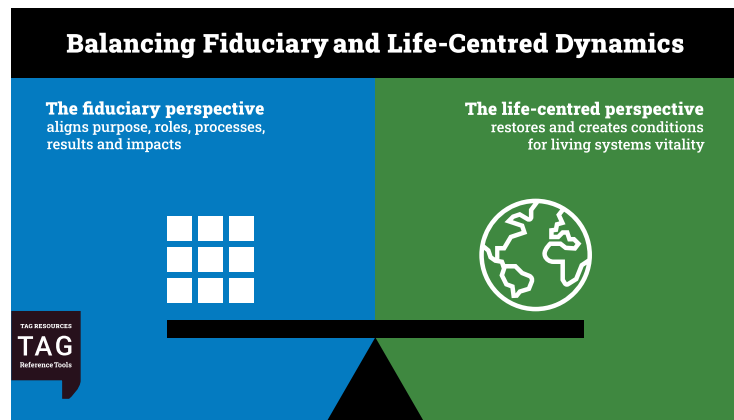 Balancing Fiduciary and Life-Centred Dynamics
The fiduciary perspective
aligns purpose, roles, processes,
results and impacts
The life-centred perspective
restores and creates conditions
for living systems vitality
TAG RESOURCES
TAG
Reference Tools